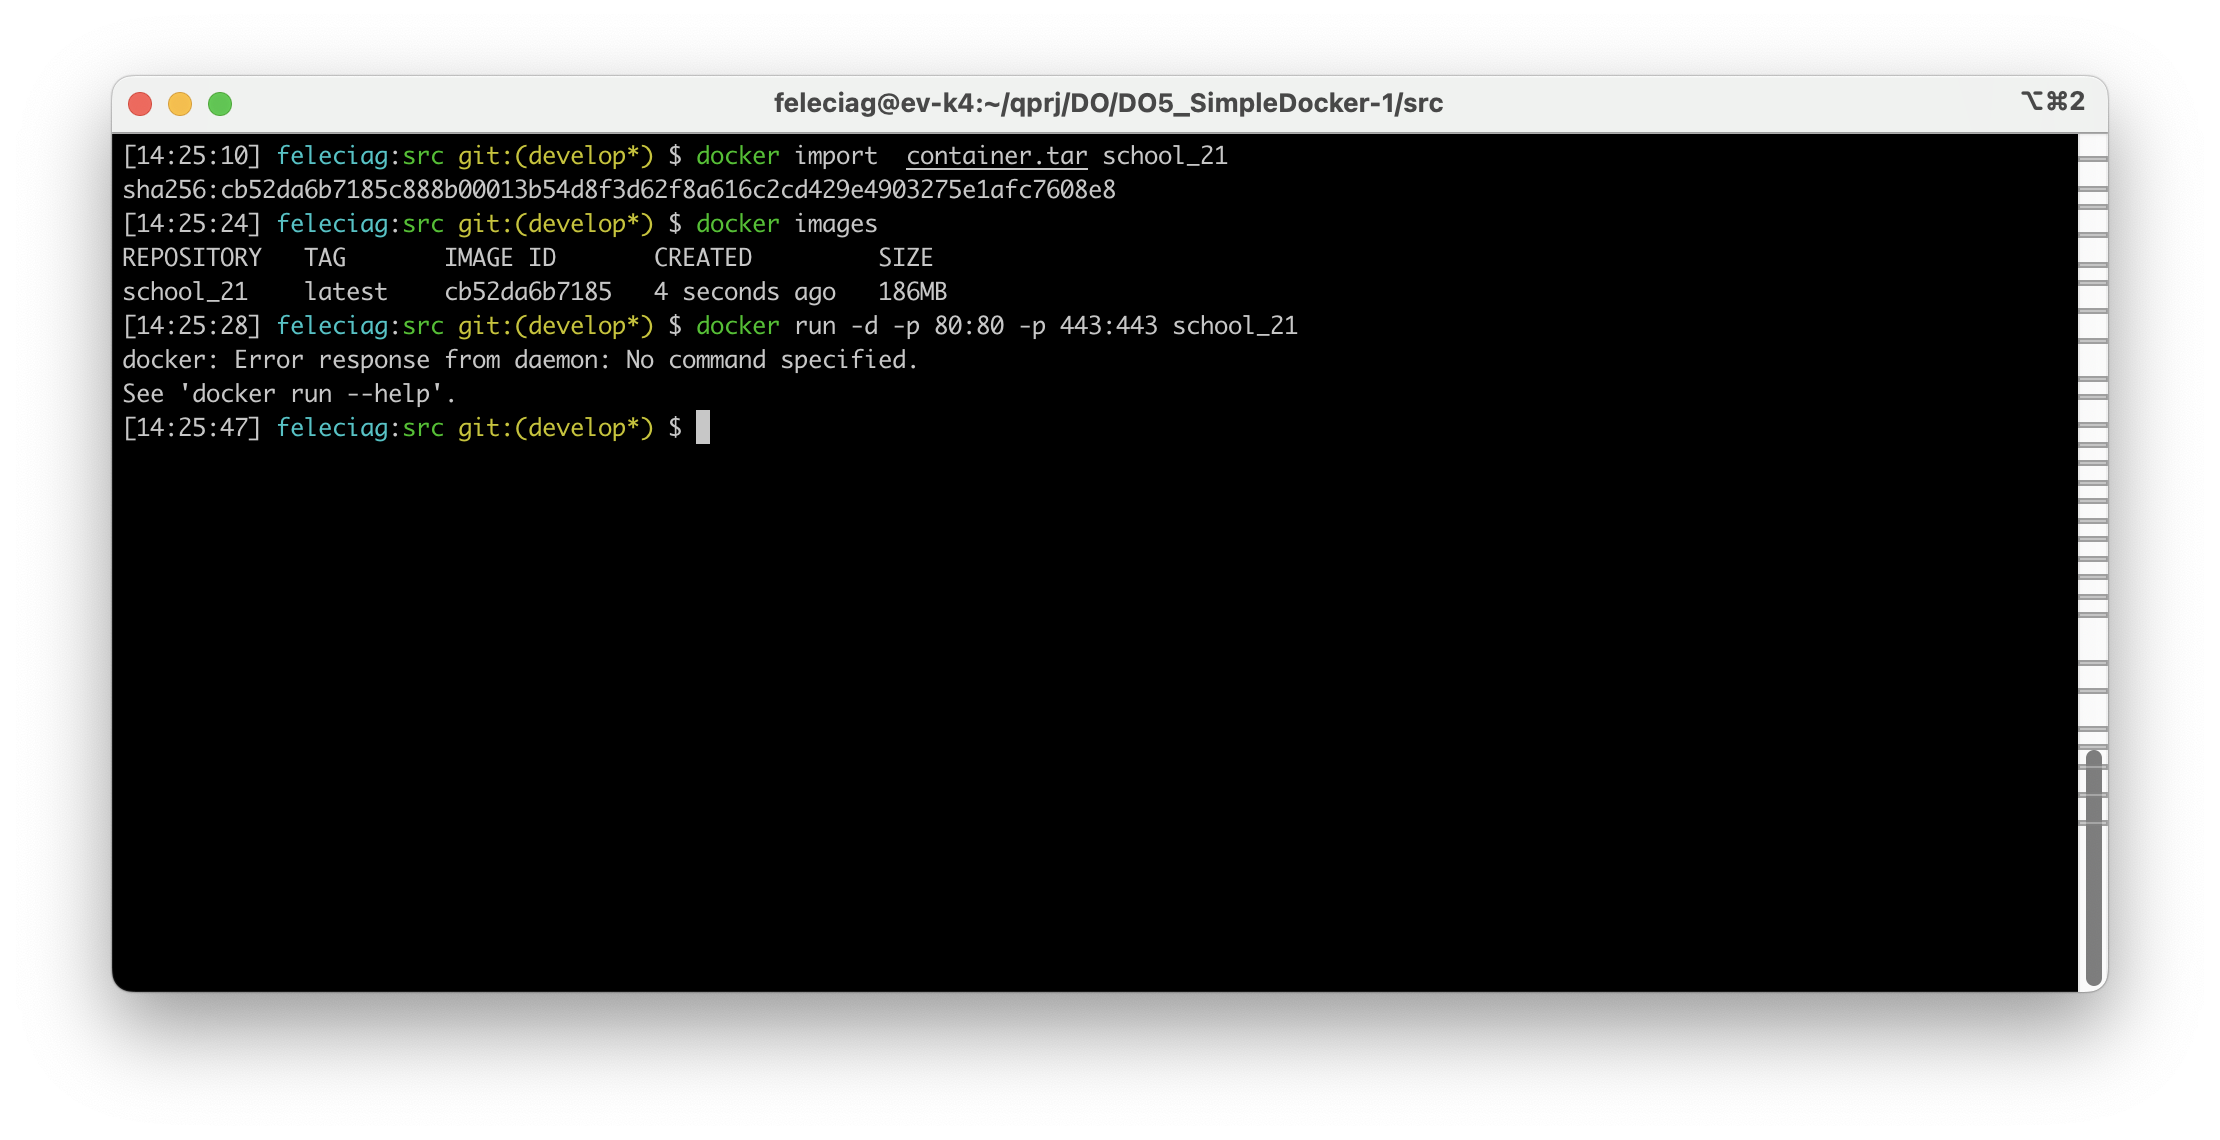 feleciag@ev-k4:~/qprj/DO/DO5_SimpleDocker-1/src ⌥⌘2
[14:25:10] feleciag:src git:(develop*) $ docker import  container.tar school_21
sha256:cb52da6b7185c888b00013b54d8f3d62f8a616c2cd429e4903275e1afc7608e8
[14:25:24] feleciag:src git:(develop*) $ docker images
REPOSITORY   TAG       IMAGE ID       CREATED         SIZE
school_21    latest    cb52da6b7185   4 seconds ago   186MB
[14:25:28] feleciag:src git:(develop*) $ docker run -d -p 80:80 -p 443:443 school_21
docker: Error response from daemon: No command specified.
See 'docker run --help'.
[14:25:47] feleciag:src git:(develop*) $